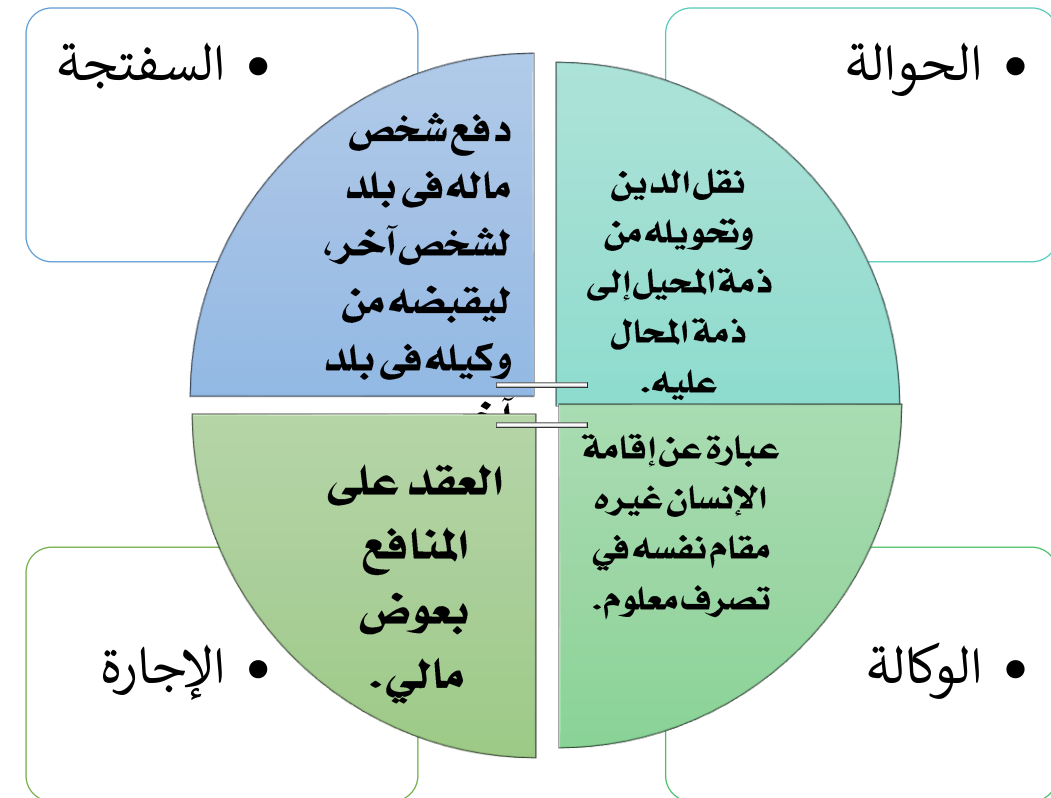 • الحوالة
نقل الدين
وتحويله من
ذمة المحيل إلى
ذمة المحال
عليه.
• السفتجة
دفع شخص
ماله فى بلد
لشخص آخر،
ليقبضه من
وكيله فى بلد
عبارة عن إقامة
الإنسان غيره
مقام نفسه في
تصرف معلوم.
• الوكالة
العقد على
المنافع
بعوض
مالي.
• الإجارة